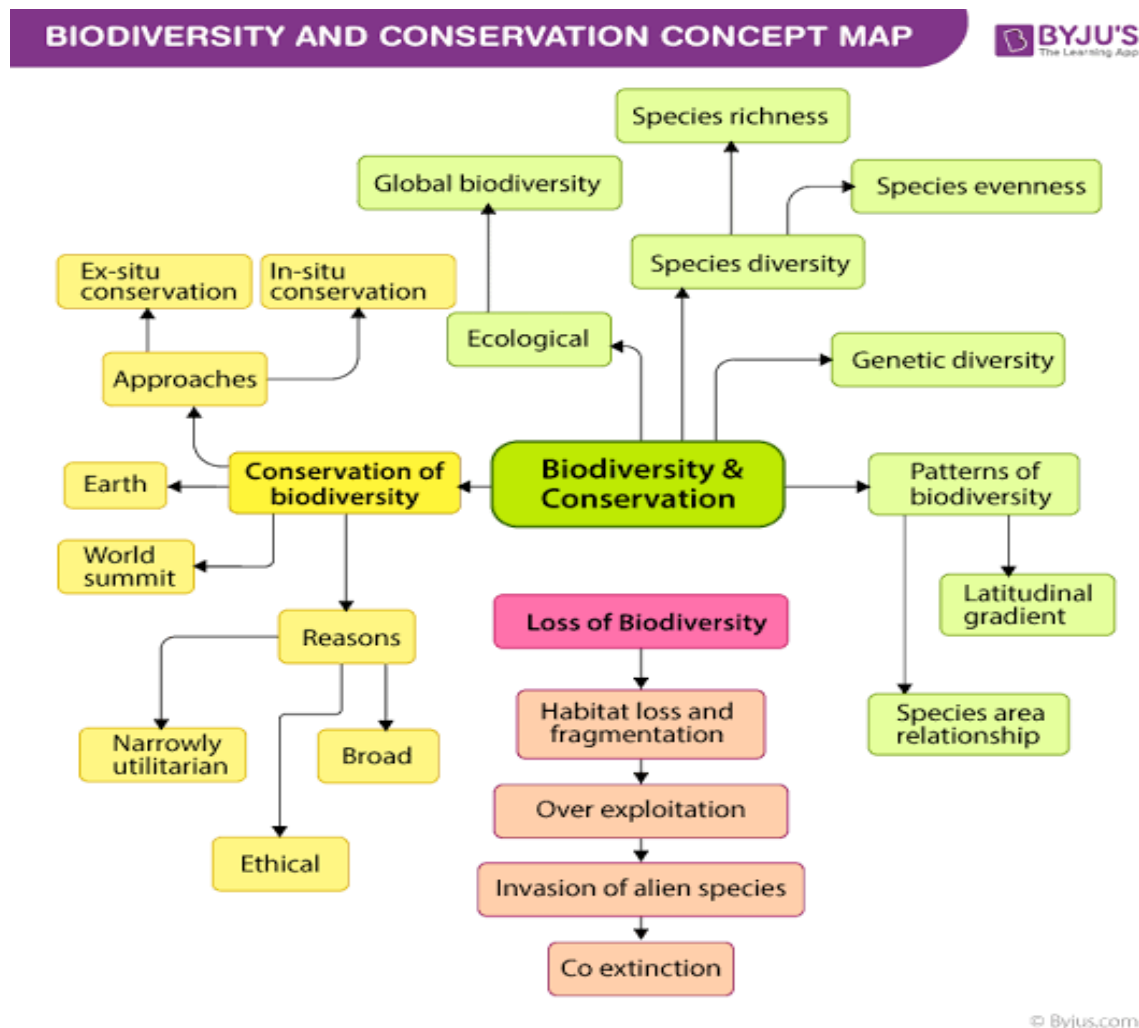 BIODIVERSITY AND CONSERVATION CONCEPT MAP
BYJU'S
The Learning App
Species richness
Global biodiversity
Species evenness
Species diversity
Ex-situ
conservation
In-situ
conservation
Ecological
Genetic diversity
Approaches
Conservation of
biodiversity
Biodiversity &
Conservation
Patterns of
biodiversity
Earth
World
summit
Latitudinal
gradient
Reasons
Loss of Biodiversity
Habitat loss and
fragmentation
Species area
relationship
Narrowly
utilitarian
Broad
Over exploitation
Ethical
Invasion of alien species
Co extinction
© Byjus.com